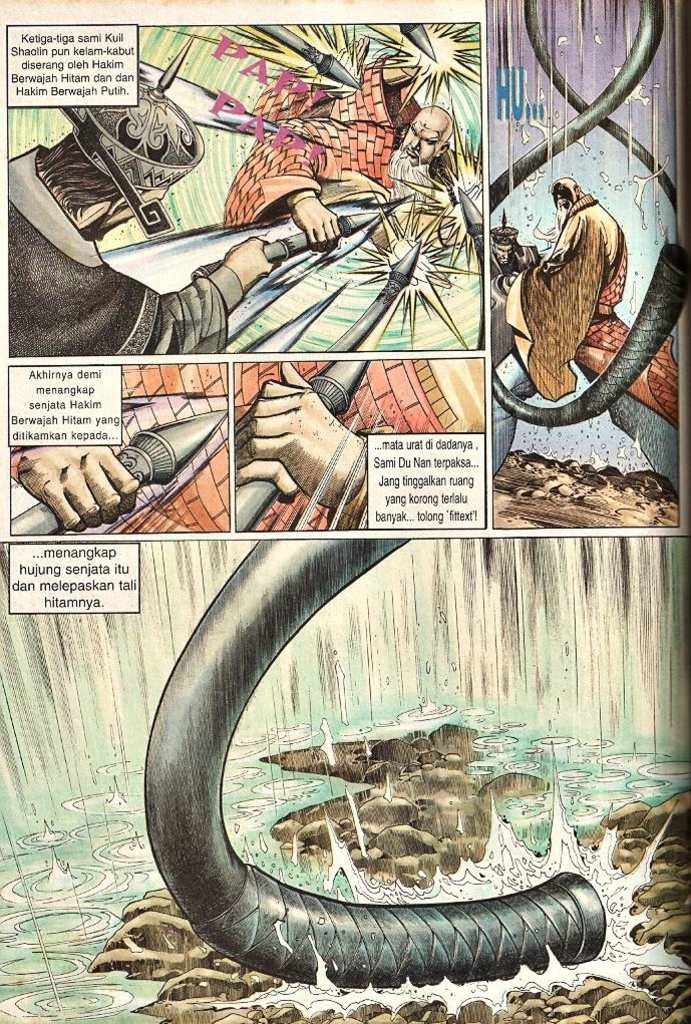 Ketiga-tiga sami Kuil
Shaolin pun kelam-kabut
diserang oleh Hakim
Berwajah Hitam dan dan
Hakim Berwajah Putih.
PAP!
PAP!
HU...
Akhirnya demi
menangkap
senjata Hakim
Berwajah Hitam yang
ditikamkan kepada...
...mata urat di dadanya,
Sami Du Nan terpaksa...
Jang tinggalkan ruang
yang korong terlalu
banyak... tolong `fittext'!
...menangkap
hujung senjata itu
dan melepaskan tali
hitamnya.